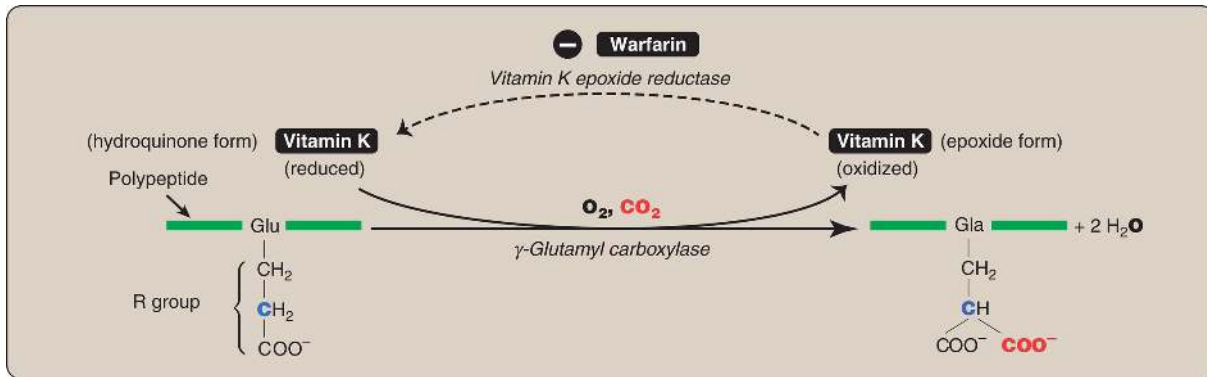 − Warfarin
Vitamin K epoxide reductase
(hydroquinone form) Vitamin K
(reduced)
Vitamin K (epoxide form)
(oxidized)
Polypeptide
O₂, CO₂
Glu
γ-Glutamyl carboxylase
Gla + 2 H₂O
R group
CH₂
CH₂
COO⁻
CH₂
CH
COO⁻ COO⁻